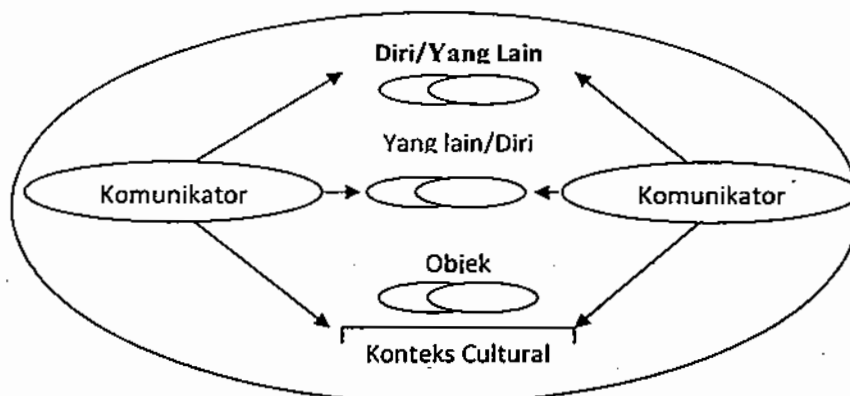 Diri/Yang Lain
Yang lain/Diri
Komunikator
Komunikator
Objek
Konteks Cultural